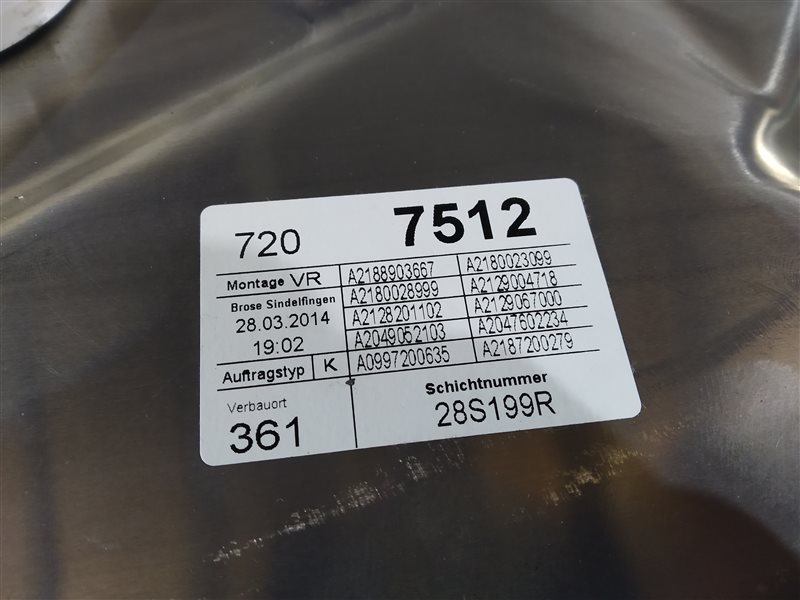 720 7512
Montage VR A2188903667 A2180023099
Brose Sindelfingen A2180028999 A2129004718
28.03.2014 A2128201102 A2129067000
19:02 A2049052103 A2047602234
Auftragstyp K A0997200635 A2187200279
Verbauort Schichtnummer
361 28S199R